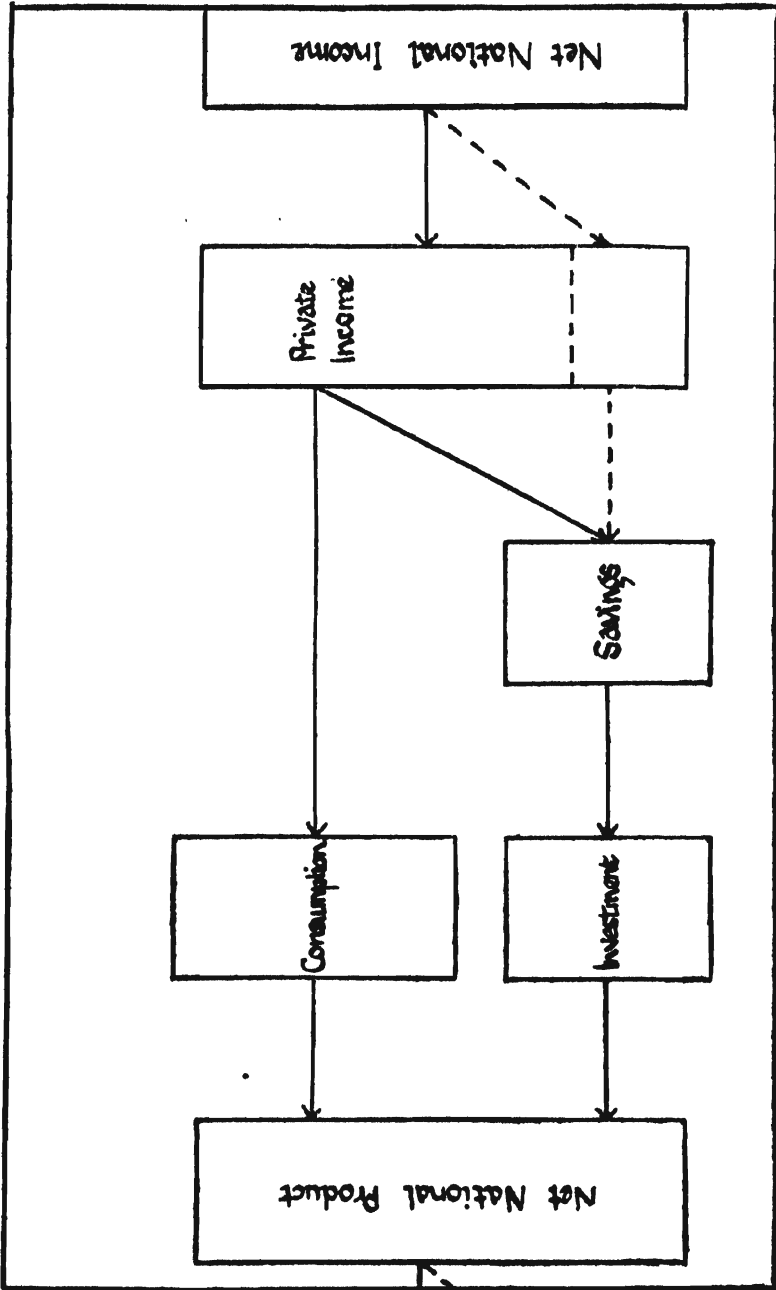 Net National Income
Private
Income
Savings
Consumption
Investment
Net National Product